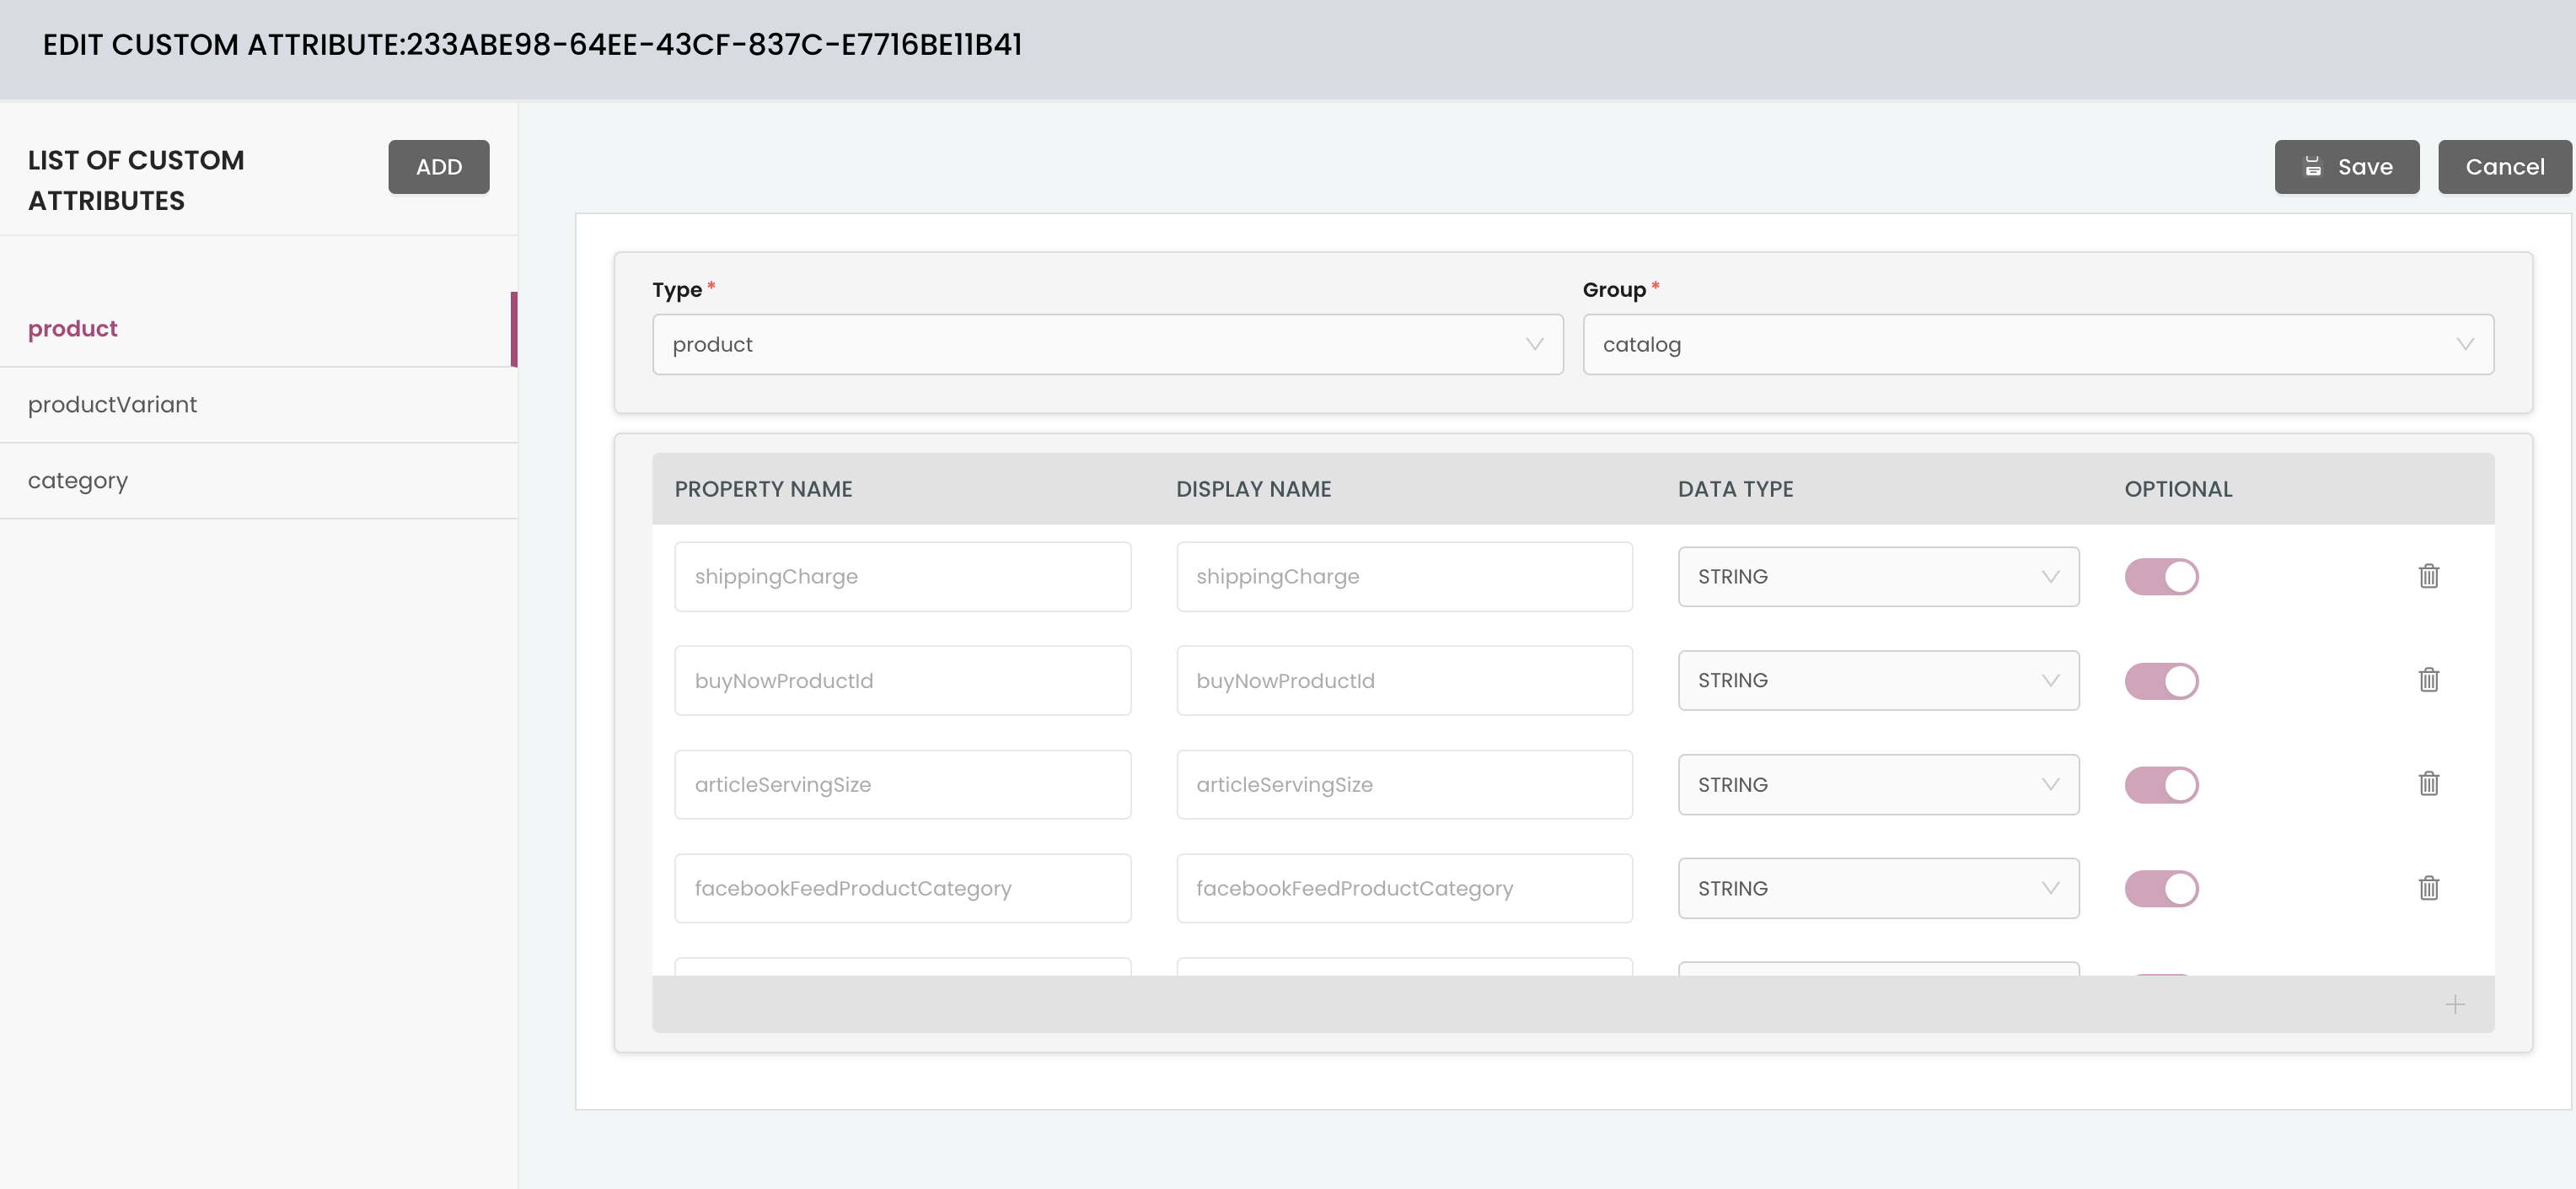 EDIT CUSTOM ATTRIBUTE:233ABE98-64EE-43CF-837C-E7716BE11B41
LIST OF CUSTOM
ATTRIBUTES
ADD
product
productVariant
category
Save
Cancel
Type *
Group *
product
catalog
PROPERTY NAME
DISPLAY NAME
DATA TYPE
OPTIONAL
shippingCharge
shippingCharge
STRING
buyNowProductId
buyNowProductId
STRING
articleServingSize
articleServingSize
STRING
facebookFeedProductCategory
facebookFeedProductCategory
STRING